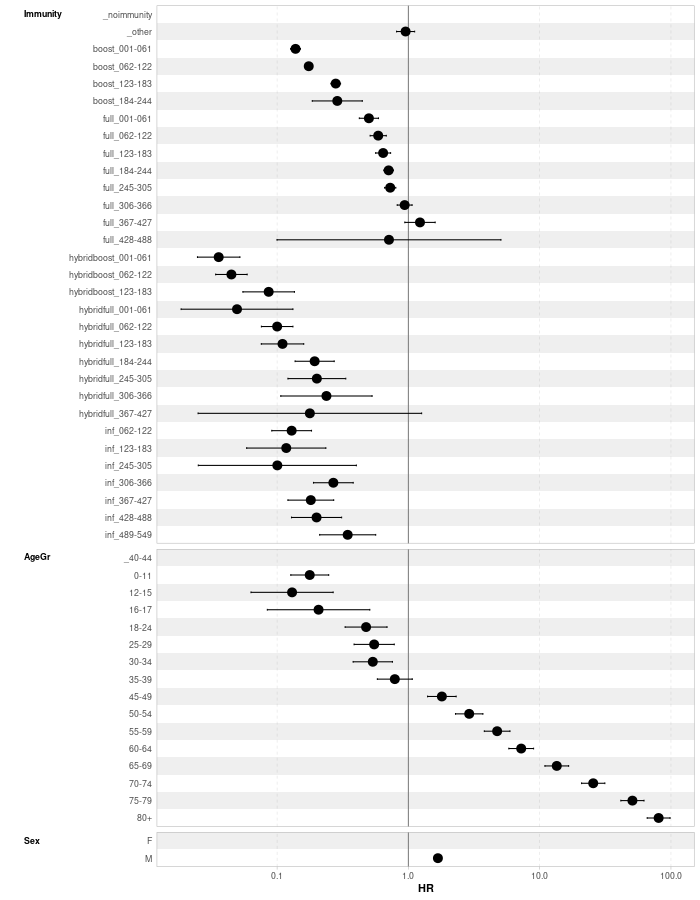 Immunity _noimmunity
_other
boost_001-061
boost_062-122
boost_123-183
boost_184-244
full_001-061
full_062-122
full_123-183
full_184-244
full_245-305
full_306-366
full_367-427
full_428-488
hybridboost_001-061
hybridboost_062-122
hybridboost_123-183
hybridfull_001-061
hybridfull_062-122
hybridfull_123-183
hybridfull_184-244
hybridfull_245-305
hybridfull_306-366
hybridfull_367-427
inf_062-122
inf_123-183
inf_245-305
inf_306-366
inf_367-427
inf_428-488
inf_489-549
AgeGr _40-44
0-11
12-15
16-17
18-24
25-29
30-34
35-39
45-49
50-54
55-59
60-64
65-69
70-74
75-79
80+
Sex F
M
0.1 1.0 10.0 100.0
HR